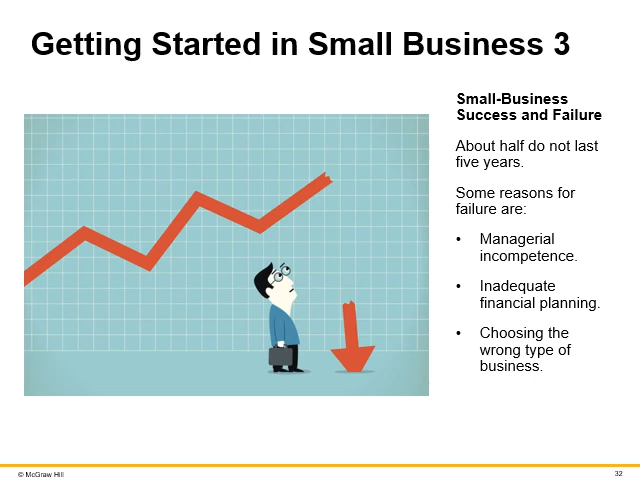 Getting Started in Small Business 3
Small-Business
Success and Failure
About half do not last
five years.
Some reasons for
failure are:
• Managerial
incompetence.
• Inadequate
financial planning.
• Choosing the
wrong type of
business.
© McGraw Hill
32